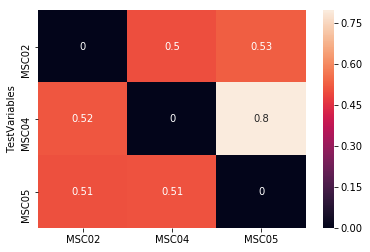 MSC02 0 0.5 0.53
MSC04 0.52 0 0.8
MSC05 0.51 0.51 0
TestVariables
MSC02 MSC04 MSC05
0.75
0.60
0.45
0.30
0.15
0.00